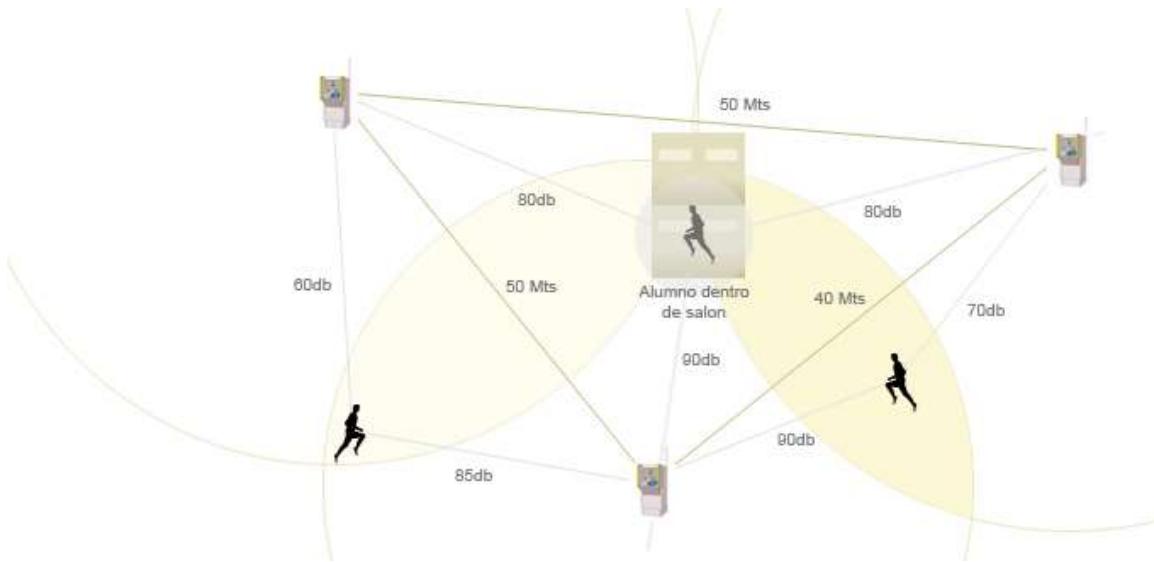 50 Mts
80db
80db
60db
50 Mts
Alumno dentro
de salon
40 Mts
70db
90db
90db
85db